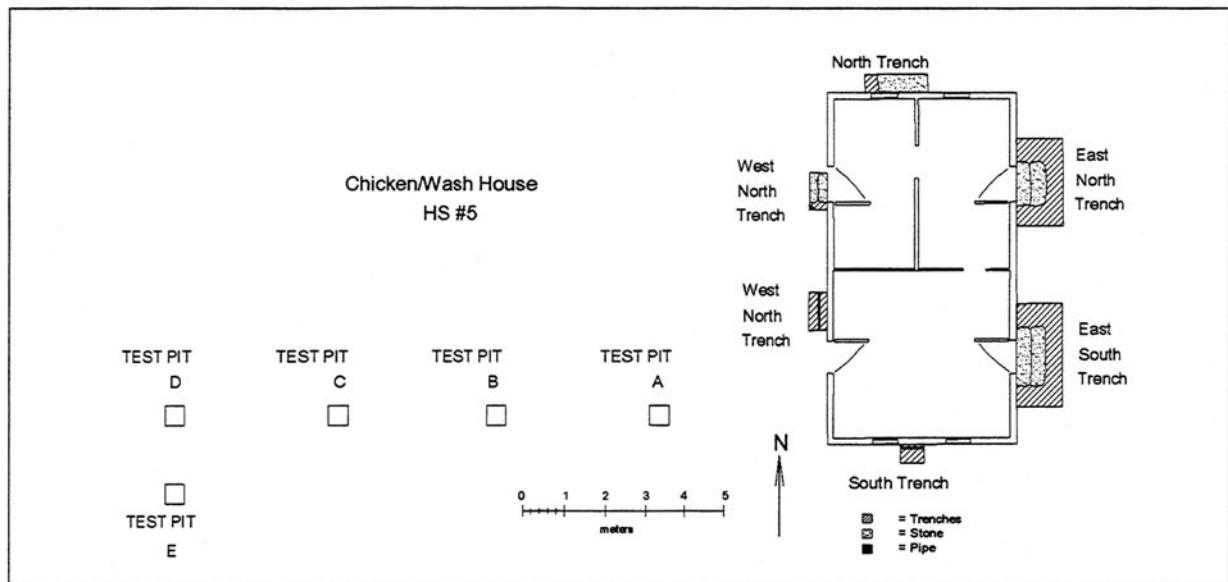 North Trench
West
North
Trench
East
North
Trench
Chicken/Wash House
HS #5
West
North
Trench
East
South
Trench
TEST PIT
D
TEST PIT
C
TEST PIT
B
TEST PIT
A
N
South Trench
TEST PIT
E
0 1 2 3 4 5
meters
= Trenches
= Stone
= Pipe